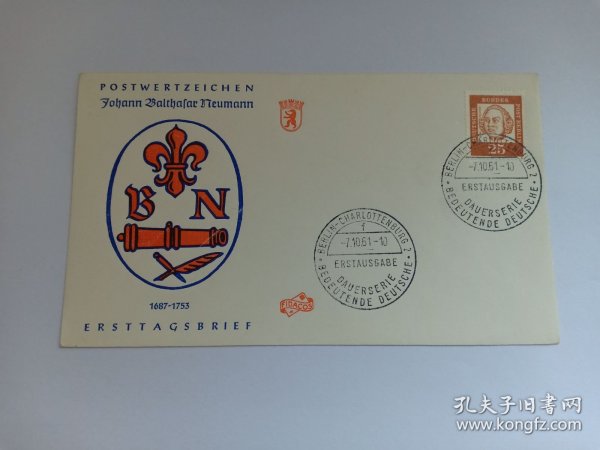 POSTWERTZEICHEN
Johann Balthasar Neumann
B N
1687-1753
ERSTTAGSBRIEF
FIDACOS
25
BERLIN-CHARLOTTENBURG 2
-7.10.61.-10
ERSTAUSGABE
DAUERSERIE
BEDEUTENDE DEUTSCHE
BERLIN-CHARLOTTENBURG 2
f
-7.10.61-10
ERSTAUSGABE
DAUERSERIE
BEDEUTENDE DEUTSCHE
孔夫子旧书网
www.kongfz.com